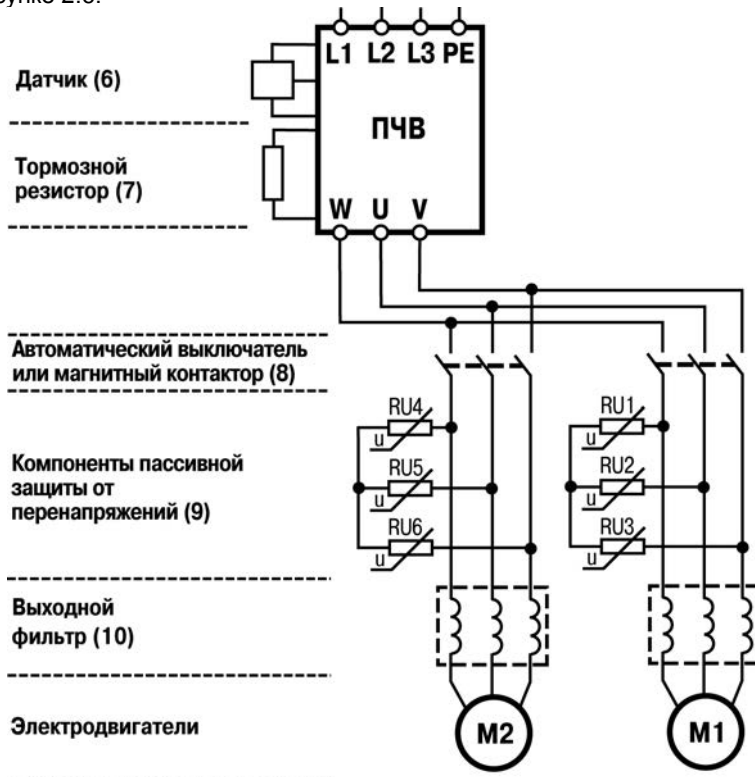 L1 L2 L3 PE
Датчик (6)
ПЧВ
Тормозной
резистор (7)
W U V
Автоматический выключатель
или магнитный контактор (8)
RU4 RU1
u u
Компоненты пассивной
защиты от
перенапряжений (9)
RU5 RU2
u u
RU6 RU3
u u
Выходной
фильтр (10)
Электродвигатели
M2 M1